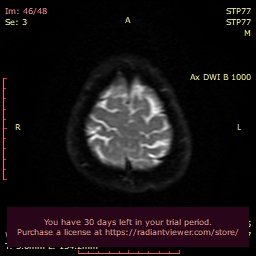 Im: 46/48
STP77
Se: 3
STP77
A
M
Ax DWI B 1000
R
L
You have 30 days left in your trial period.
Purchase a license at https://radiantviewer.com/store/